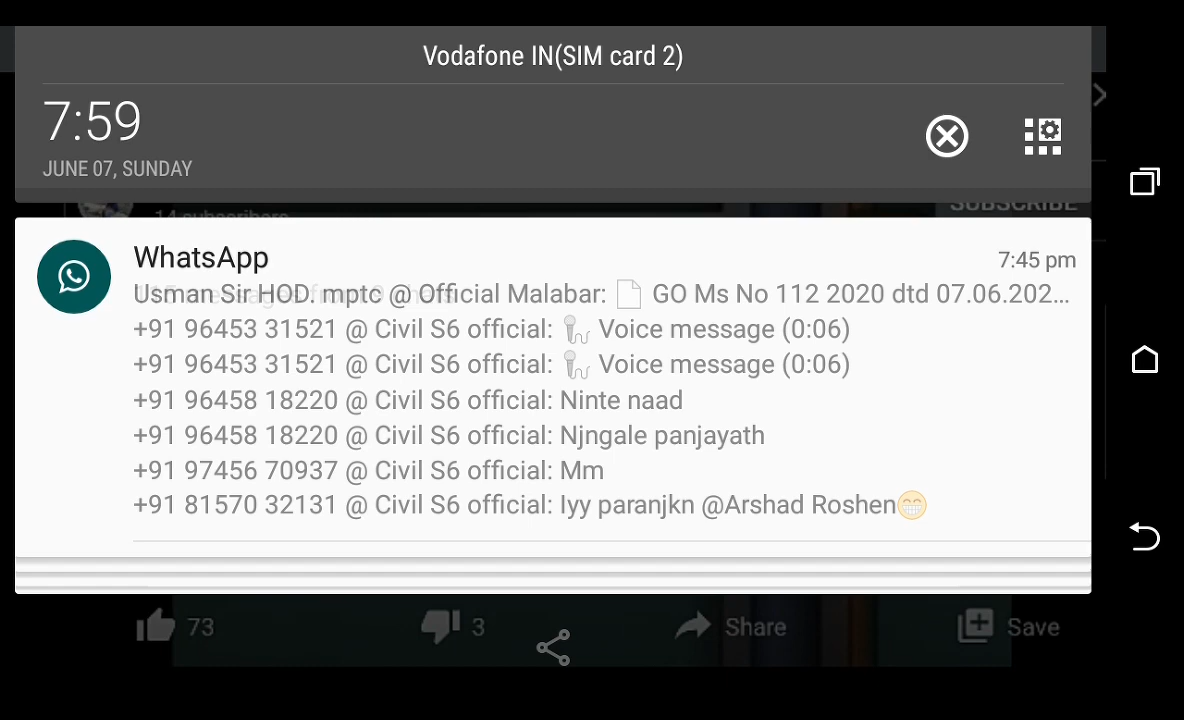 Vodafone IN(SIM card 2)
7:59
JUNE 07, SUNDAY
14 subscribers
SUBSCRIBE
WhatsApp
7:45 pm
Usman Sir HOD. mptc @ Official Malabar: 📄 GO Ms No 112 2020 dtd 07.06.202...
+91 96453 31521 @ Civil S6 official: 🎤 Voice message (0:06)
+91 96453 31521 @ Civil S6 official: 🎤 Voice message (0:06)
+91 96458 18220 @ Civil S6 official: Ninte naad
+91 96458 18220 @ Civil S6 official: Njngale panjayath
+91 97456 70937 @ Civil S6 official: Mm
+91 81570 32131 @ Civil S6 official: Iyy paranjkn @Arshad Roshen😁
73
3
Share
Save